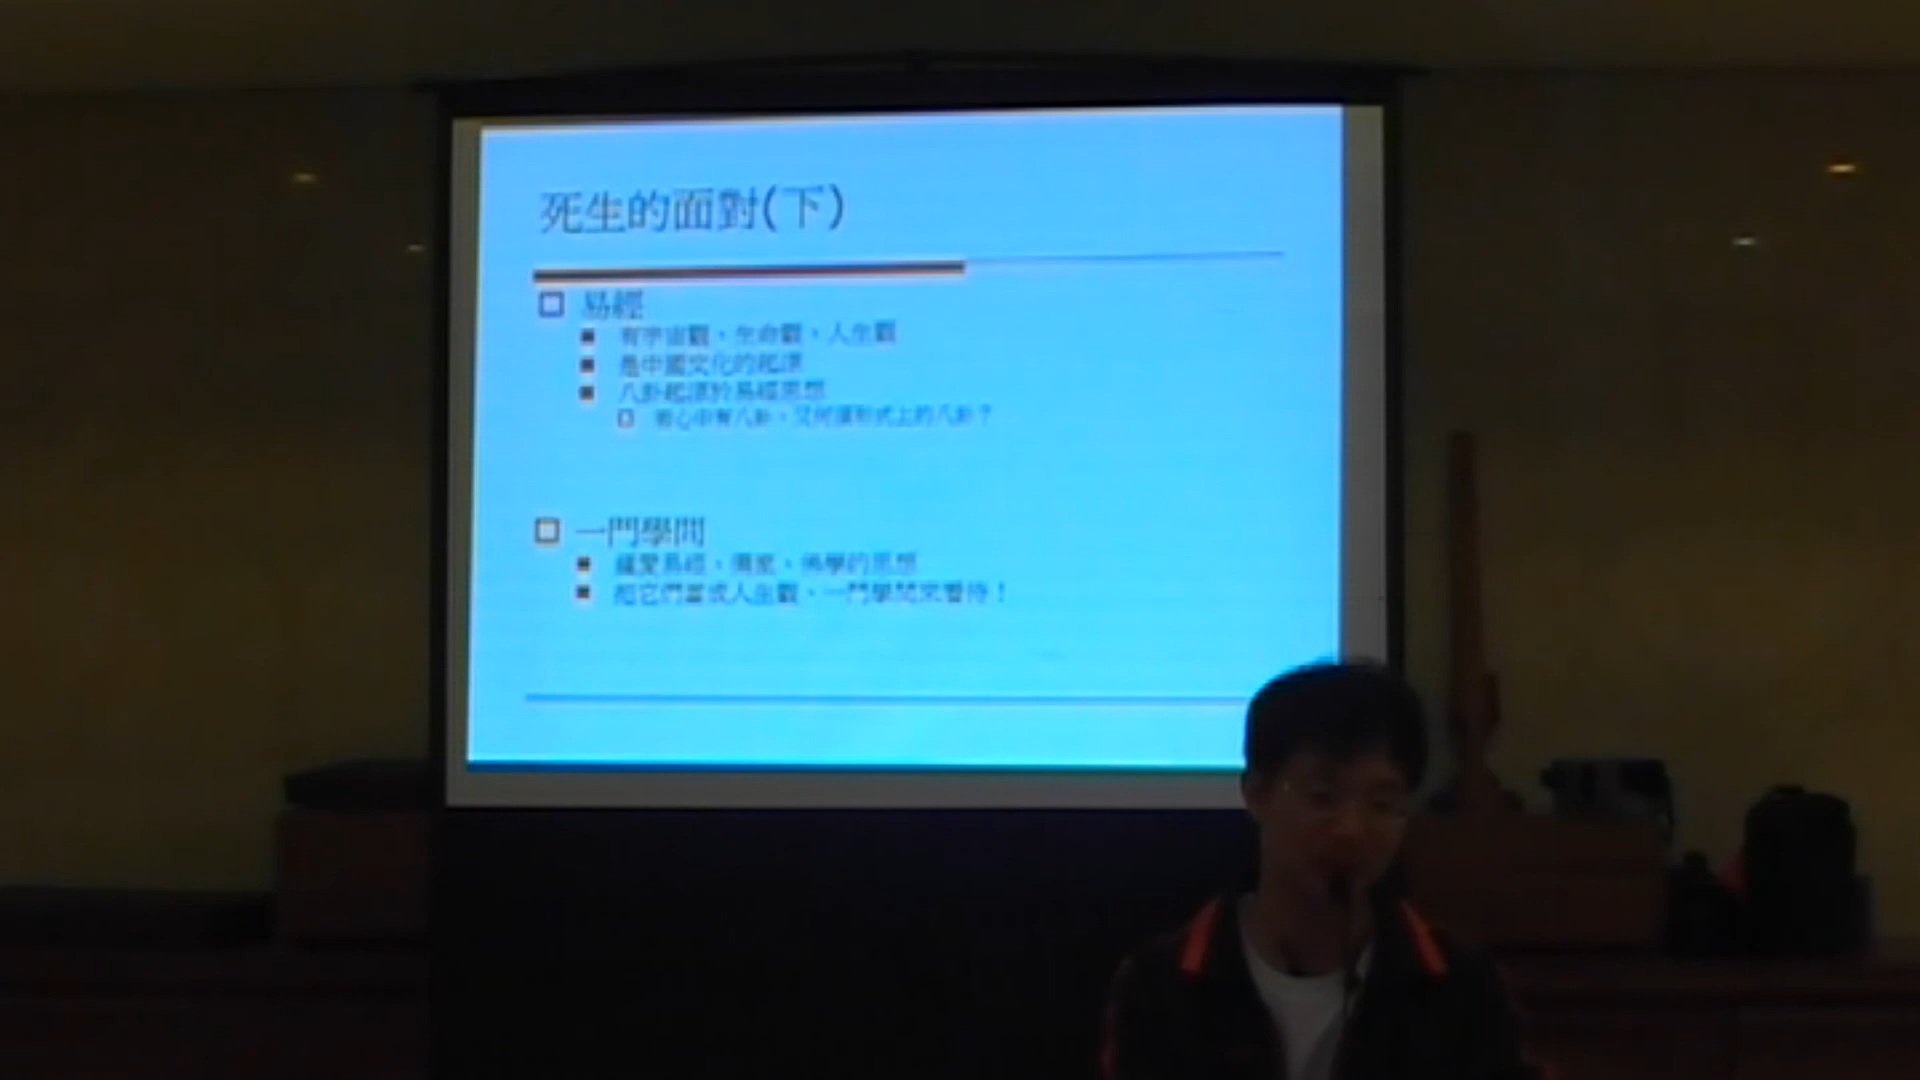 死生的面對(下)
易經
有宇宙觀、生命觀、人生觀
是中國文化的起源
八卦起源於易經思想
若心中有八卦，又何須形式上的八卦？
一門學問
鍾愛易經、儒家、佛學的思想
把它們當成人生觀、一門學問來看待！